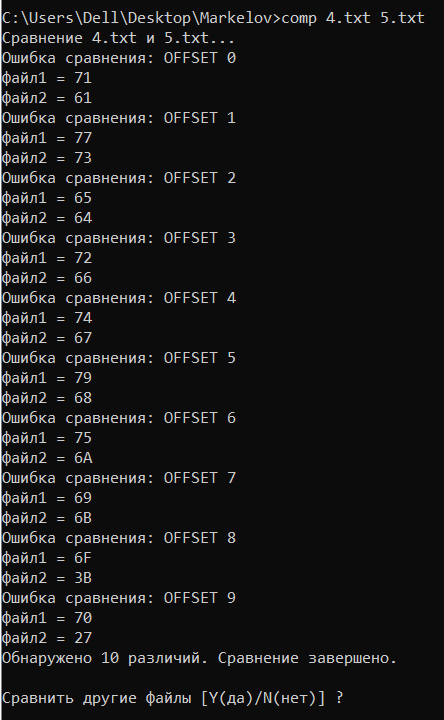 C:\Users\Dell\Desktop\Markelov>comp 4.txt 5.txt
Сравнение 4.txt и 5.txt...
Ошибка сравнения: OFFSET 0
файл1 = 71
файл2 = 61
Ошибка сравнения: OFFSET 1
файл1 = 77
файл2 = 73
Ошибка сравнения: OFFSET 2
файл1 = 65
файл2 = 64
Ошибка сравнения: OFFSET 3
файл1 = 72
файл2 = 66
Ошибка сравнения: OFFSET 4
файл1 = 74
файл2 = 67
Ошибка сравнения: OFFSET 5
файл1 = 79
файл2 = 68
Ошибка сравнения: OFFSET 6
файл1 = 75
файл2 = 6A
Ошибка сравнения: OFFSET 7
файл1 = 69
файл2 = 6B
Ошибка сравнения: OFFSET 8
файл1 = 6F
файл2 = 3B
Ошибка сравнения: OFFSET 9
файл1 = 70
файл2 = 27
Обнаружено 10 различий. Сравнение завершено.
Сравнить другие файлы [Y(да)/N(нет)] ?